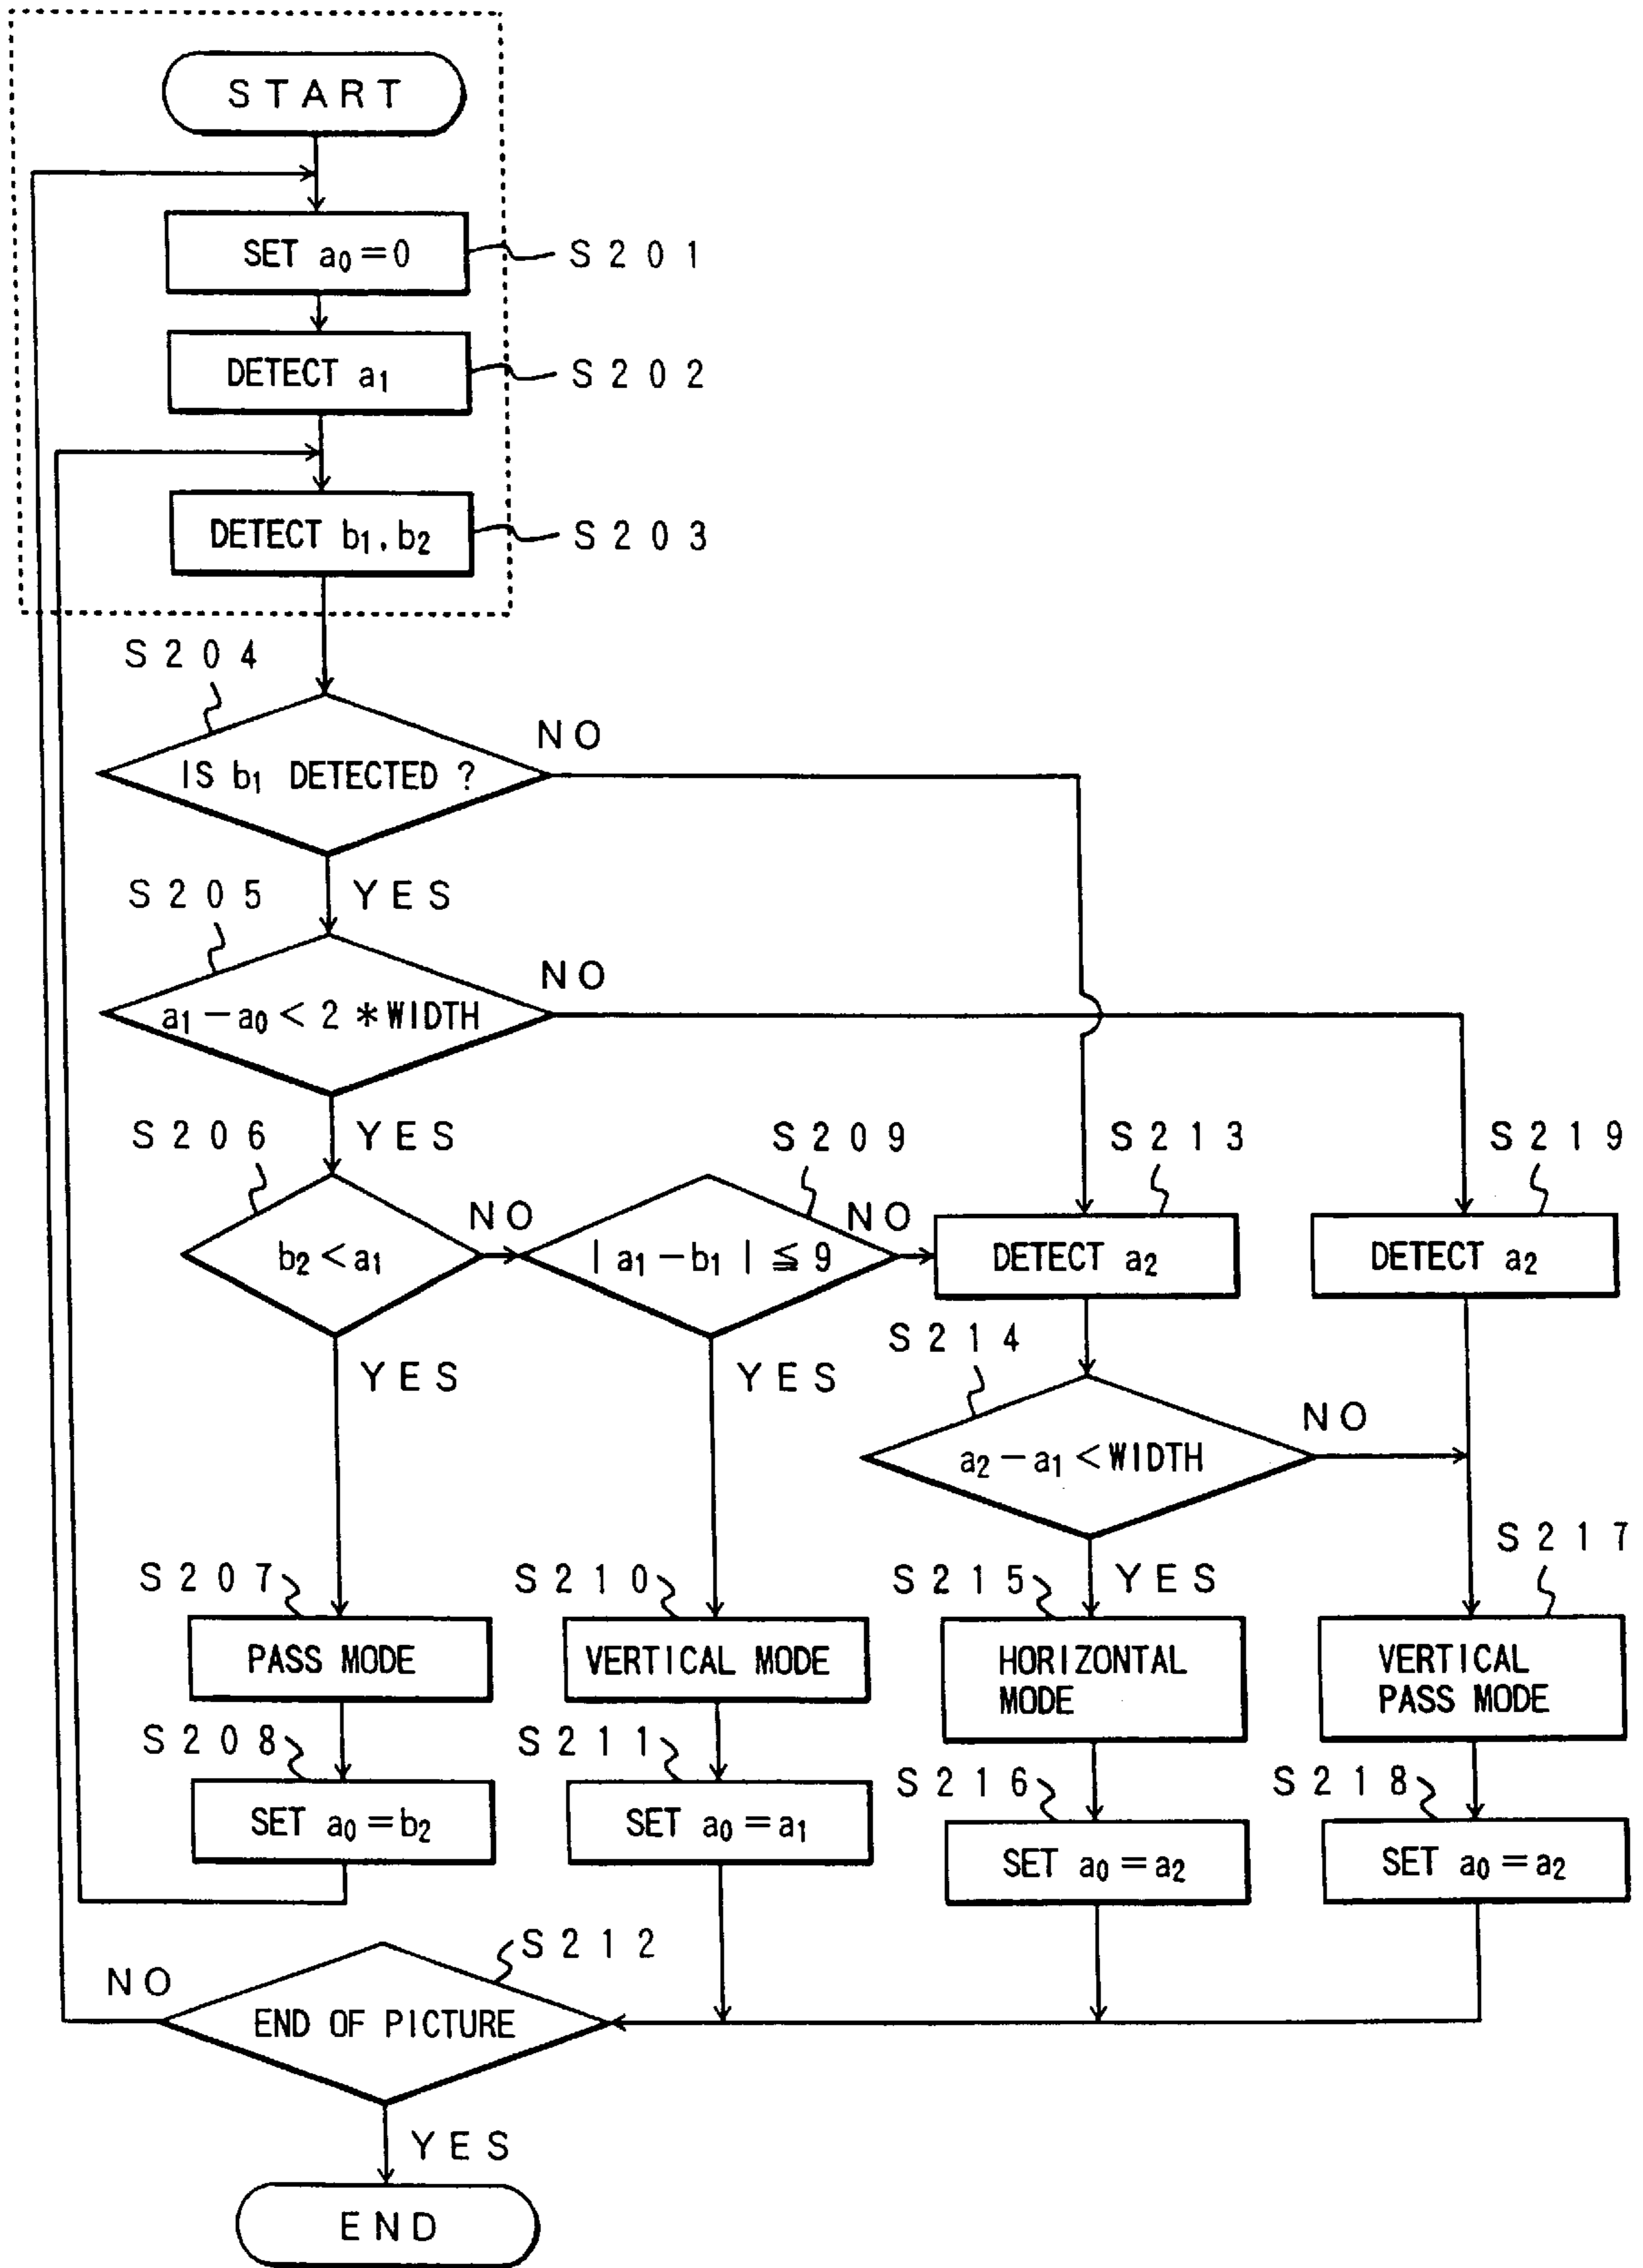 START
SET a₀=0
S201
DETECT a₁
S202
DETECT b₁, b₂
S203
S204
IS b₁ DETECTED ?
NO
YES
S205
a₁−a₀<2*WIDTH
NO
YES
S206
b₂<a₁
NO
YES
S209
|a₁−b₁|≦9
NO
YES
S213
DETECT a₂
S219
DETECT a₂
S214
a₂−a₁<WIDTH
NO
YES
S207
PASS MODE
S210
VERTICAL MODE
S215
HORIZONTAL
MODE
S217
VERTICAL
PASS MODE
S208
SET a₀=b₂
S211
SET a₀=a₁
S216
SET a₀=a₂
S218
SET a₀=a₂
S212
END OF PICTURE
NO
YES
END